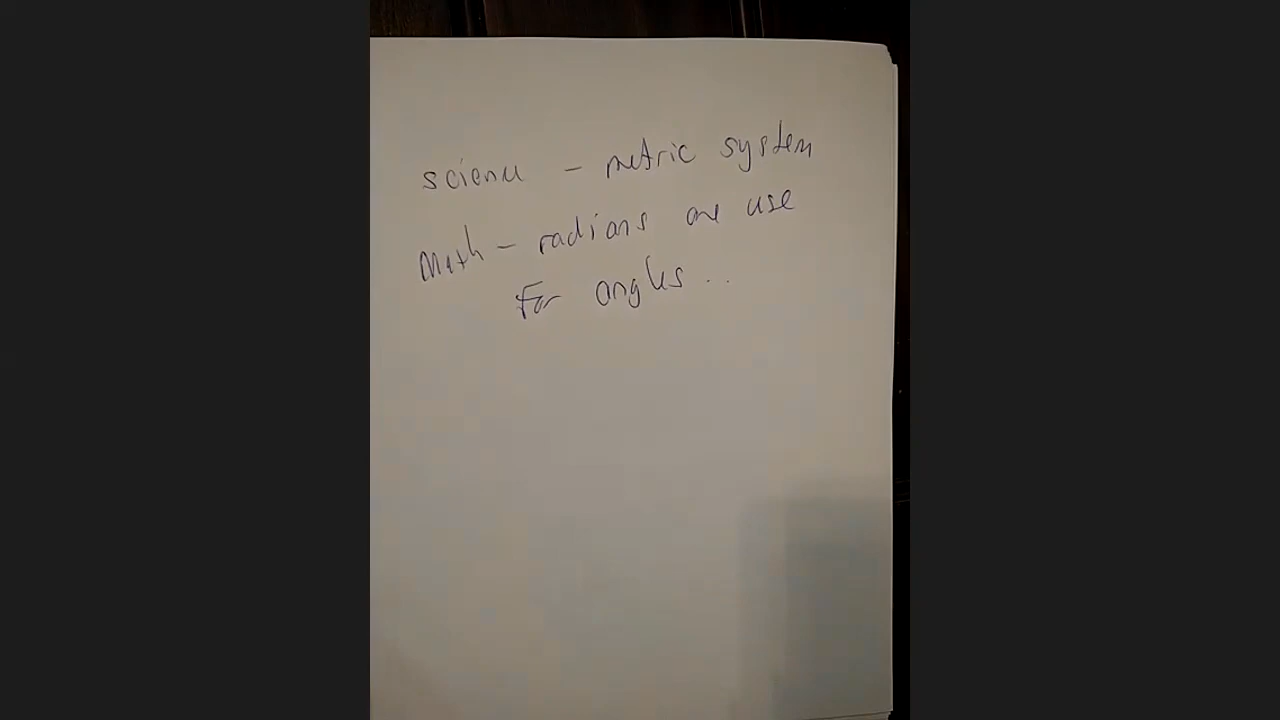 science - metric system
Math - radians are use
For angles ..